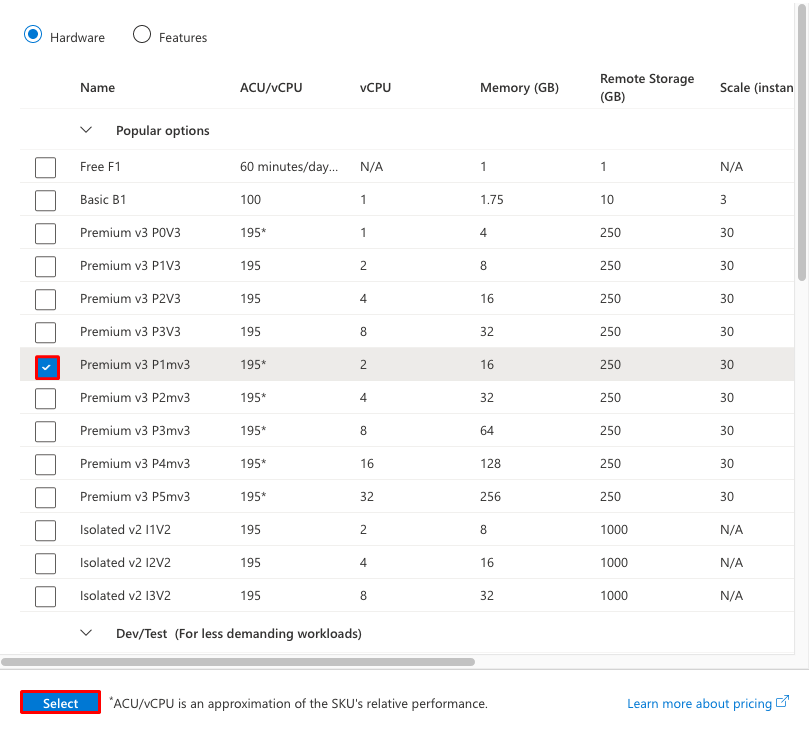 Hardware Features
Name ACU/vCPU vCPU Memory (GB) Remote Storage (GB) Scale (instan
Popular options
Free F1 60 minutes/day... N/A 1 1 N/A
Basic B1 100 1 1.75 10 3
Premium v3 P0V3 195* 1 4 250 30
Premium v3 P1V3 195 2 8 250 30
Premium v3 P2V3 195 4 16 250 30
Premium v3 P3V3 195 8 32 250 30
Premium v3 P1mv3 195* 2 16 250 30
Premium v3 P2mv3 195* 4 32 250 30
Premium v3 P3mv3 195* 8 64 250 30
Premium v3 P4mv3 195* 16 128 250 30
Premium v3 P5mv3 195* 32 256 250 30
Isolated v2 I1V2 195 2 8 1000 N/A
Isolated v2 I2V2 195 4 16 1000 N/A
Isolated v2 I3V2 195 8 32 1000 N/A
Dev/Test (For less demanding workloads)
Select *ACU/vCPU is an approximation of the SKU's relative performance. Learn more about pricing